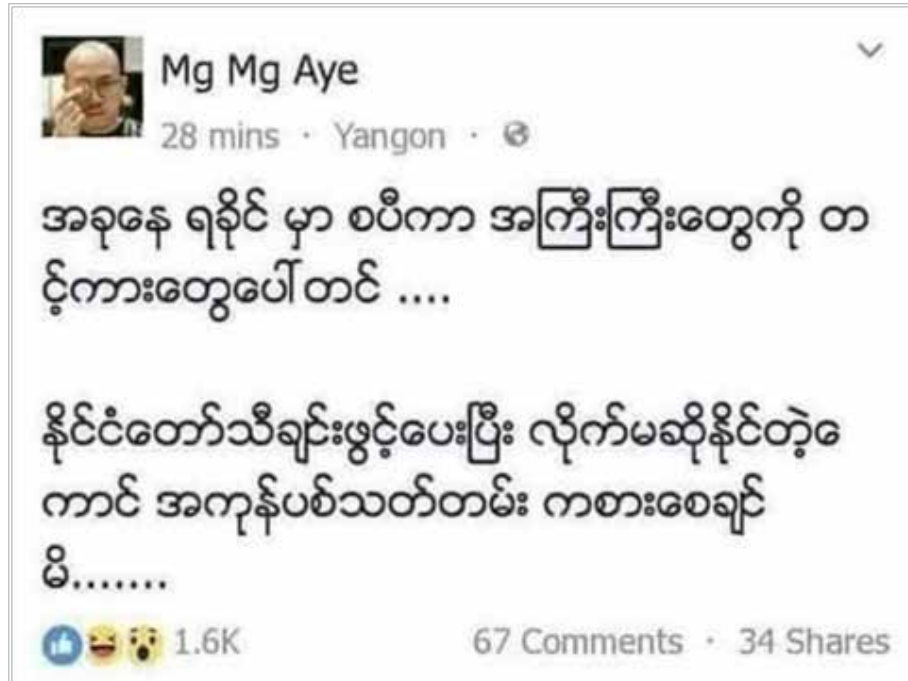 Mg Mg Aye
28 mins · Yangon ·
အခုနေ ရခိုင် မှာ စပီကာ အကြီးကြီးတွေကို တ
င့်ကားတွေပေါ်တင် ....
နိုင်ငံတော်သီချင်းဖွင့်ပေးပြီး လိုက်မဆိုနိုင်တဲ့ေ
ကာင် အကုန်ပစ်သတ်တမ်း ကစားစေချင်
မိ.......
1.6K 67 Comments · 34 Shares